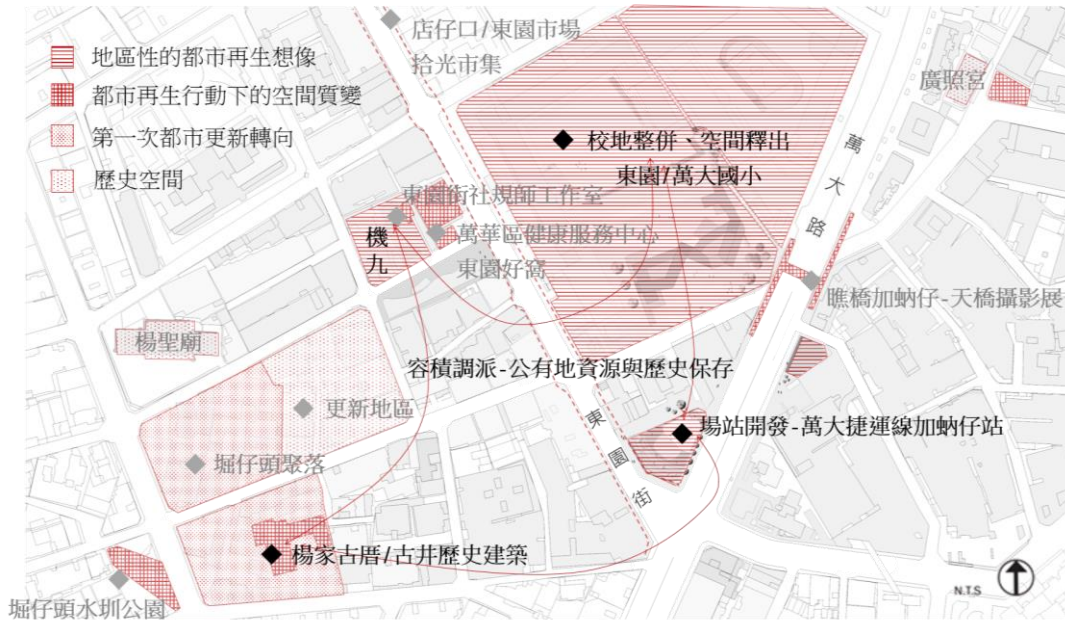 地區性的都市再生想像
都市再生行動下的空間質變
第一次都市更新轉向
歷史空間
店仔口/東園市場
拾光市集
廣照宮
校地整併、空間釋出
東園/萬大國小
萬大路
東園街社規師工作室
機九
萬華區健康服務中心
東園好窩
瞧橋加蚋仔-天橋攝影展
楊聖廟
容積調派-公有地資源與歷史保存
更新地區
東園街
場站開發-萬大捷運線加蚋仔站
堀仔頭聚落
楊家古厝/古井歷史建築
堀仔頭水圳公園
N.T.S